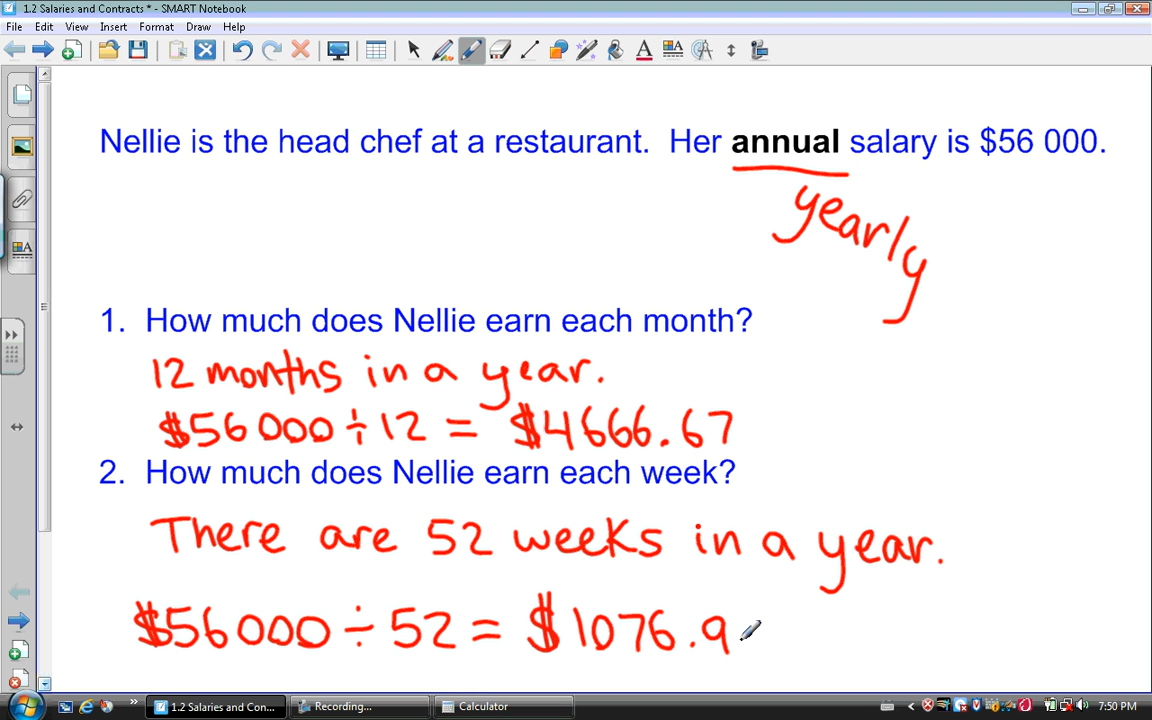 1.2 Salaries and Contracts * - SMART Notebook
File Edit View Insert Format Draw Help
Nellie is the head chef at a restaurant. Her annual salary is $56 000.
yearly
1. How much does Nellie earn each month?
12 months in a year.
$56000 ÷ 12 = $4666.67
2. How much does Nellie earn each week?
There are 52 weeks in a year.
$56000 ÷ 52 = $1076.9
1.2 Salaries and Con... Recording... Calculator 7:50 PM